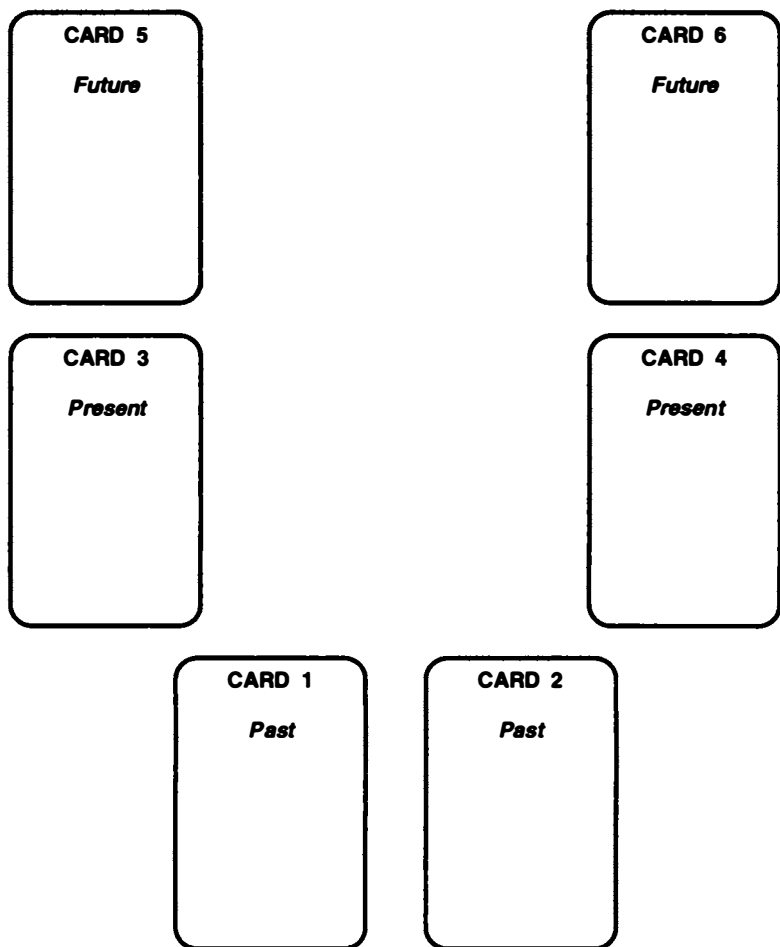 CARD 5
Future
CARD 6
Future
CARD 3
Present
CARD 4
Present
CARD 1
Past
CARD 2
Past